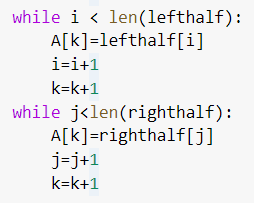 while i < len(lefthalf):
    A[k]=lefthalf[i]
    i=i+1
    k=k+1
while j<len(righthalf):
    A[k]=righthalf[j]
    j=j+1
    k=k+1